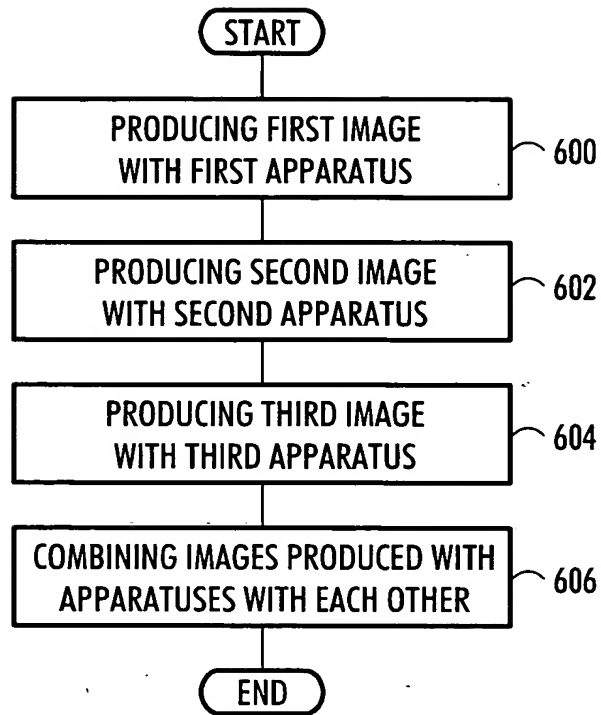 START
PRODUCING FIRST IMAGE
WITH FIRST APPARATUS
600
PRODUCING SECOND IMAGE
WITH SECOND APPARATUS
602
PRODUCING THIRD IMAGE
WITH THIRD APPARATUS
604
COMBINING IMAGES PRODUCED WITH
APPARATUSES WITH EACH OTHER
606
END